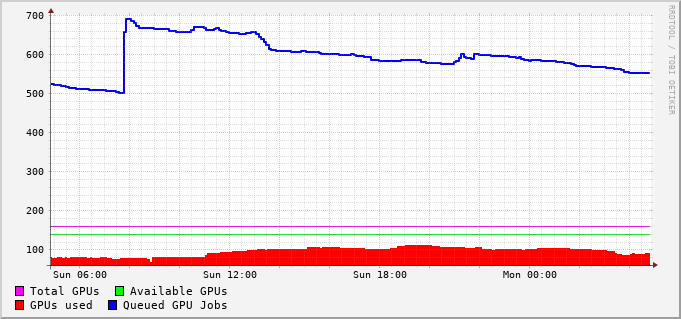 700
600
500
400
300
200
100
Sun 06:00 Sun 12:00 Sun 18:00 Mon 00:00
Total GPUs Available GPUs
GPUs used Queued GPU Jobs
RRDTOOL / TOBI OETIKER